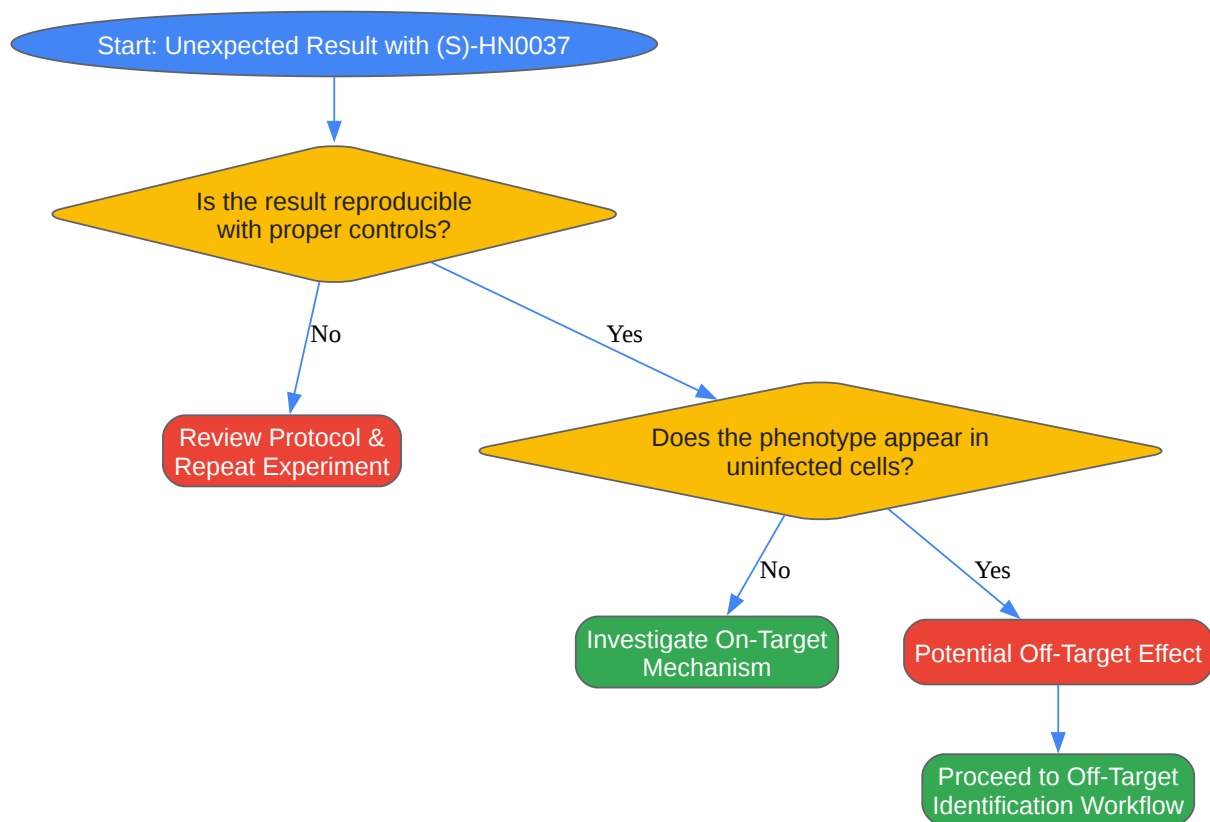 Start: Unexpected Result with (S)-HN0037
Is the result reproducible
with proper controls?
No
Yes
Review Protocol &
Repeat Experiment
Does the phenotype appear in
uninfected cells?
No
Yes
Investigate On-Target
Mechanism
Potential Off-Target Effect
Proceed to Off-Target
Identification Workflow